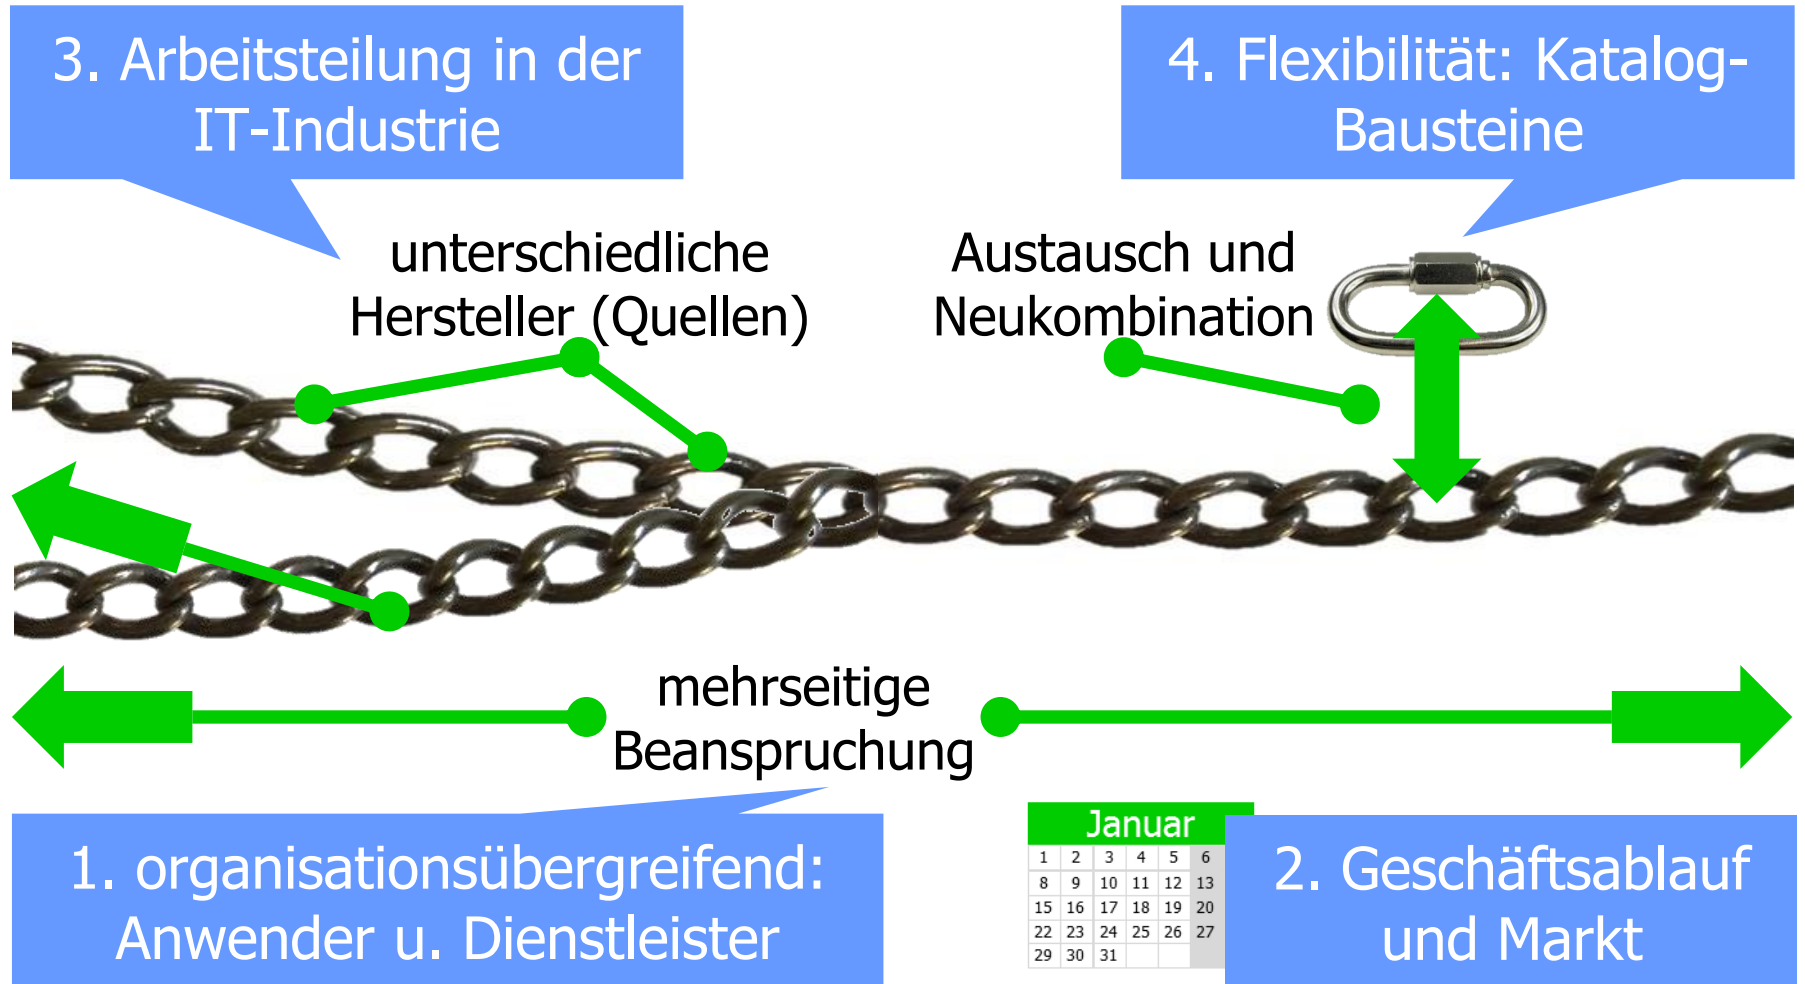 3. Arbeitsteilung in der
IT-Industrie
4. Flexibilität: Katalog-
Bausteine
unterschiedliche
Hersteller (Quellen)
Austausch und
Neukombination
mehrseitige
Beanspruchung
1. organisationsübergreifend:
Anwender u. Dienstleister
Januar
1 2 3 4 5 6
8 9 10 11 12 13
15 16 17 18 19 20
22 23 24 25 26 27
29 30 31
2. Geschäftsablauf
und Markt